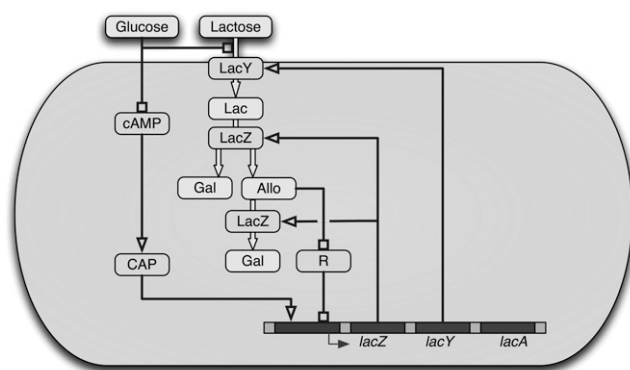 Glucose Lactose
LacY
Lac
cAMP
LacZ
Gal Allo
LacZ
CAP Gal R
lacZ lacY lacA